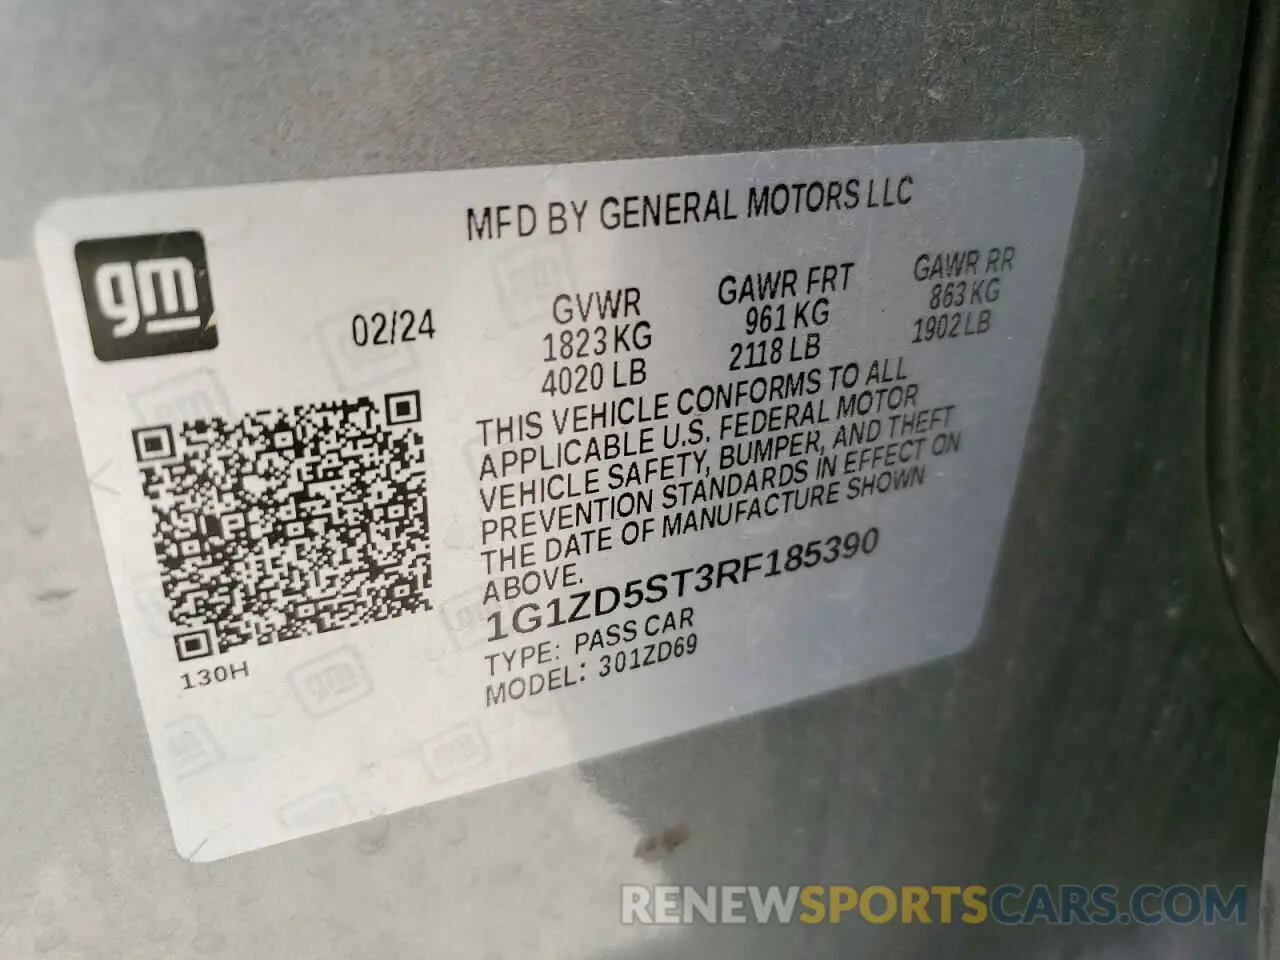 MFD BY GENERAL MOTORS LLC
gm
02/24
GVWR
1823 KG
4020 LB
GAWR FRT
961 KG
2118 LB
GAWR RR
863 KG
1902 LB
THIS VEHICLE CONFORMS TO ALL
APPLICABLE U.S. FEDERAL MOTOR
VEHICLE SAFETY, BUMPER, AND THEFT
PREVENTION STANDARDS IN EFFECT ON
THE DATE OF MANUFACTURE SHOWN
ABOVE.
1G1ZD5ST3RF185390
TYPE: PASS CAR
MODEL: 301ZD69
130H
RENEWSPORTSCARS.COM